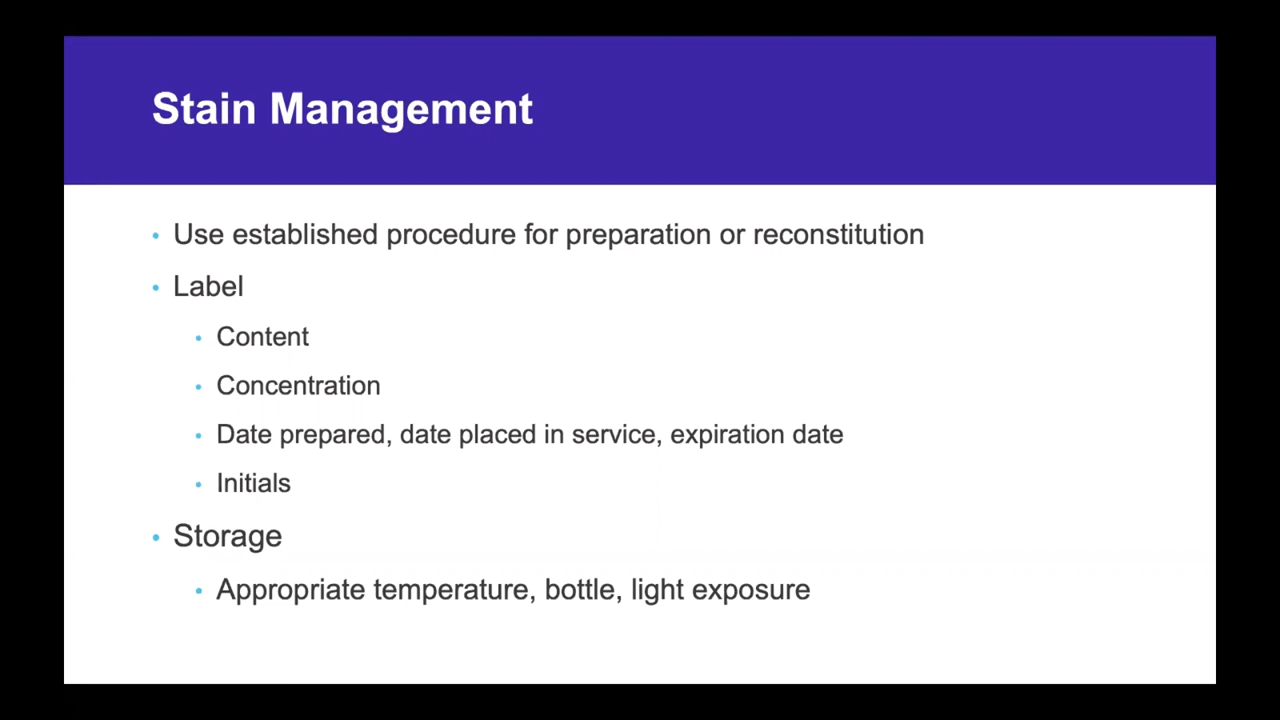 Stain Management
• Use established procedure for preparation or reconstitution
• Label
• Content
• Concentration
• Date prepared, date placed in service, expiration date
• Initials
• Storage
• Appropriate temperature, bottle, light exposure